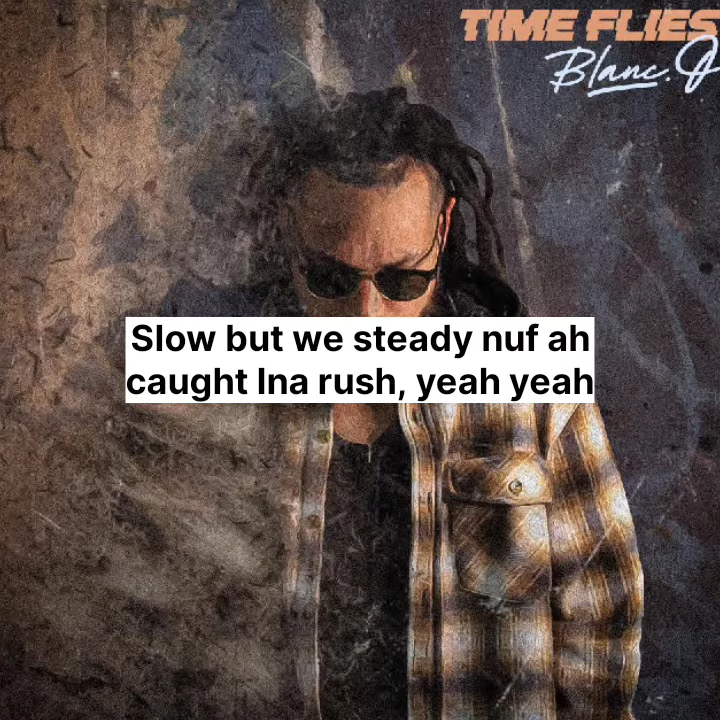 TIME FLIES
Blanc.
Slow but we steady nuf ah
caught Ina rush, yeah yeah